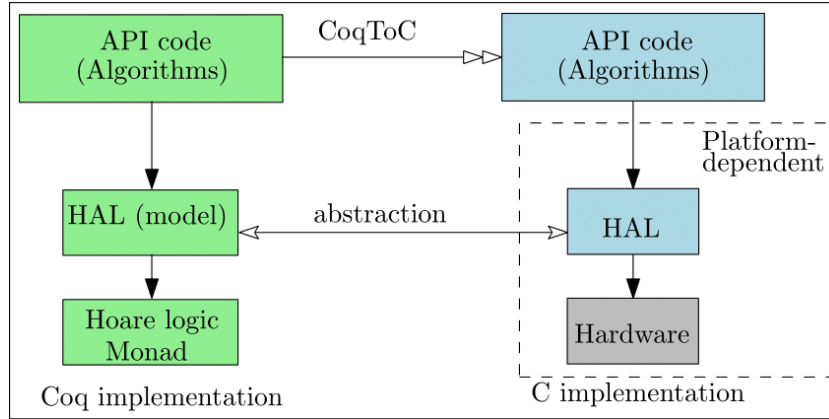 API code
(Algorithms)
CoqToC
API code
(Algorithms)
Platform-
dependent
HAL (model)
abstraction
HAL
Hoare logic
Monad
Hardware
Coq implementation
C implementation